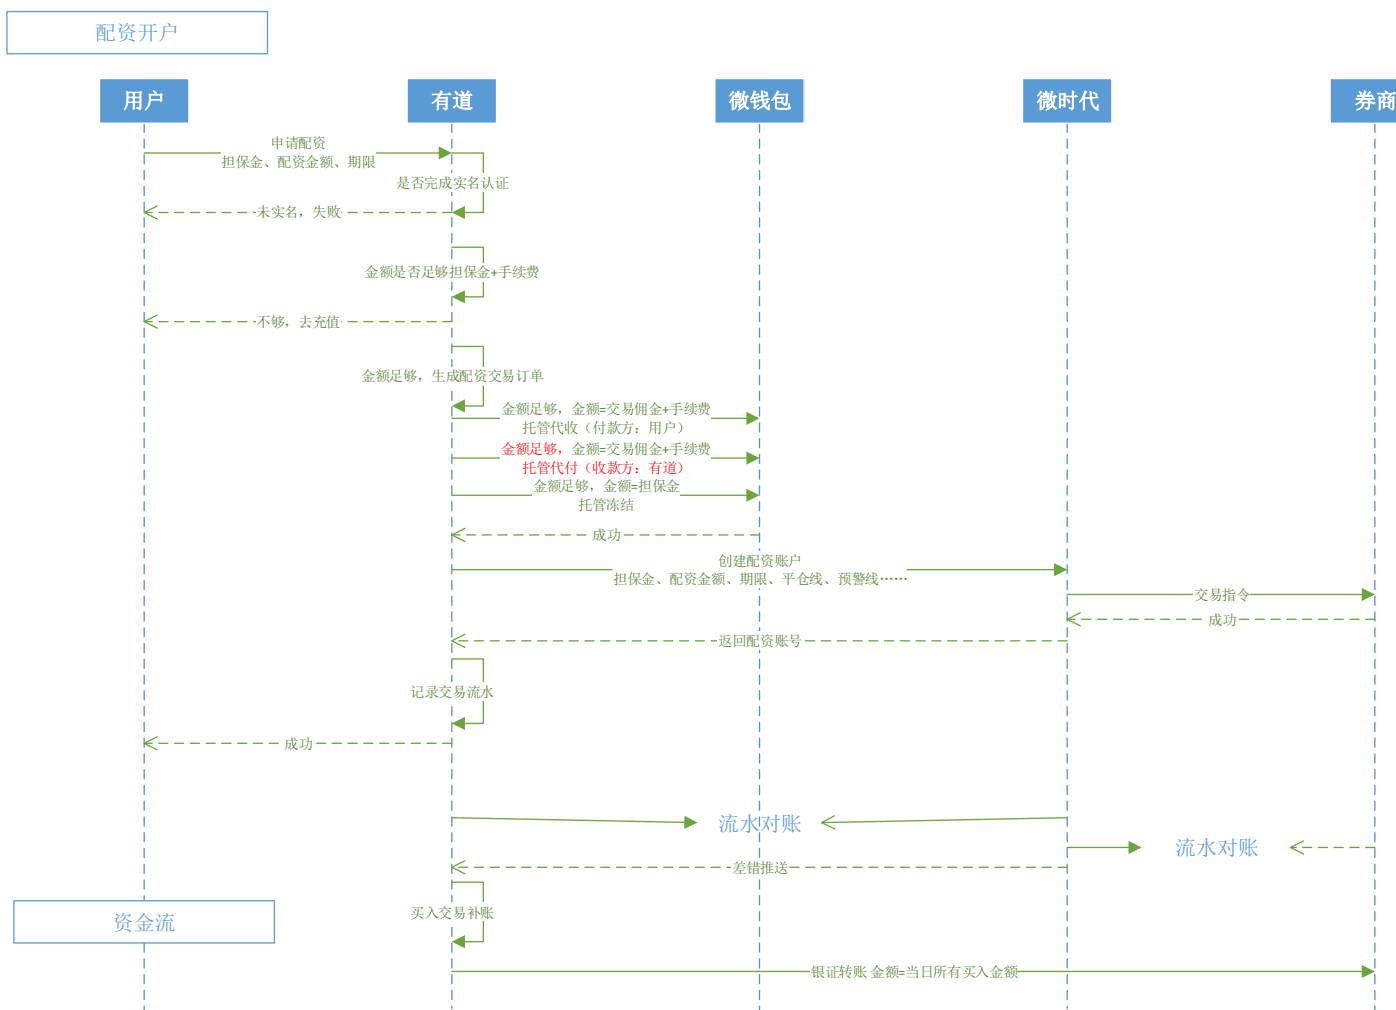 配资开户
用户
有道
微钱包
微时代
券商
申请配资
担保金、配资金额、期限
是否完成实名认证
未实名，失败
金额是否足够担保金+手续费
不够，去充值
金额足够，生成配资交易订单
金额足够，金额=交易佣金+手续费
托管代收（付款方：用户）
金额足够，金额=交易佣金+手续费
托管代付（收款方：有道）
金额足够，金额=担保金
托管冻结
成功
创建配资账户
担保金、配资金额、期限、平仓线、预警线……
交易指令
成功
返回配资账号
记录交易流水
成功
流水对账
流水对账
差错推送
买入交易补账
资金流
银证转账 金额=当日所有买入金额